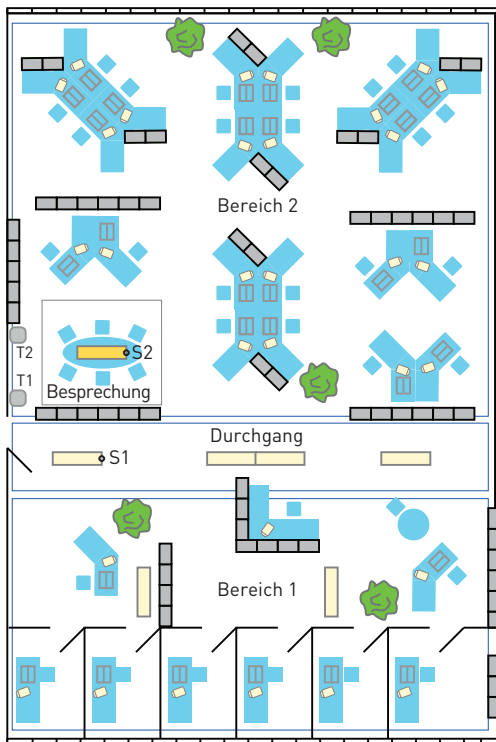 Bereich 2
T2
S2
T1
Besprechung
Durchgang
S1
Bereich 1